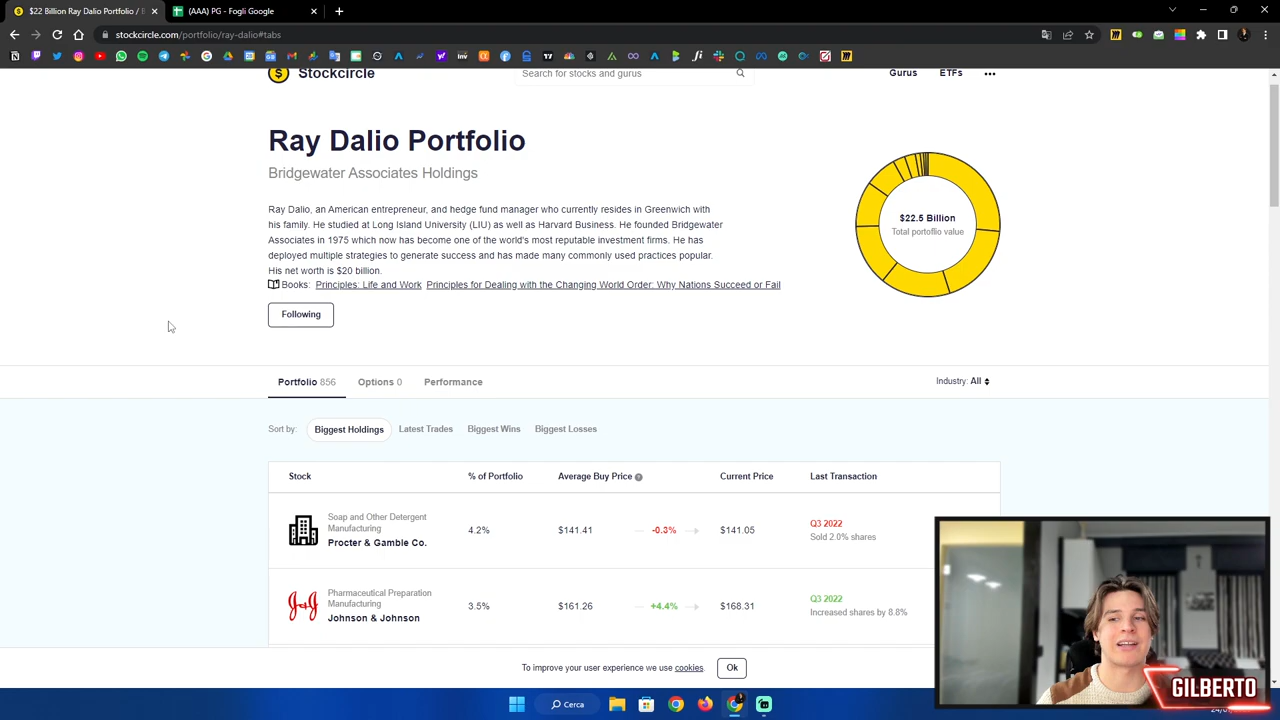 $22 Billion Ray Dalio Portfolio / B
(AAA) PG - Fogli Google
stockcircle.com/portfolio/ray-dalio#tabs
Stockcircle
Search for stocks and gurus
Gurus
ETFs
Ray Dalio Portfolio
Bridgewater Associates Holdings
Ray Dalio, an American entrepreneur, and hedge fund manager who currently resides in Greenwich with
his family. He studied at Long Island University (LIU) as well as Harvard Business. He founded Bridgewater
Associates in 1975 which now has become one of the world's most reputable investment firms. He has
deployed multiple strategies to generate success and has made many commonly used practices popular.
His net worth is $20 billion.
Books: Principles: Life and Work Principles for Dealing with the Changing World Order: Why Nations Succeed or Fail
Following
$22.5 Billion
Total portoflio value
Portfolio 856
Options 0
Performance
Industry: All
Sort by:
Biggest Holdings
Latest Trades
Biggest Wins
Biggest Losses
Stock
% of Portfolio
Average Buy Price
Current Price
Last Transaction
Soap and Other Detergent
Manufacturing
Procter & Gamble Co.
4.2%
$141.41
-0.3%
$141.05
Q3 2022
Sold 2.0% shares
Pharmaceutical Preparation
Manufacturing
Johnson & Johnson
3.5%
$161.26
+4.4%
$168.31
Q3 2022
Increased shares by 8.8%
To improve your user experience we use cookies.
Ok
GILBERTO
Cerca